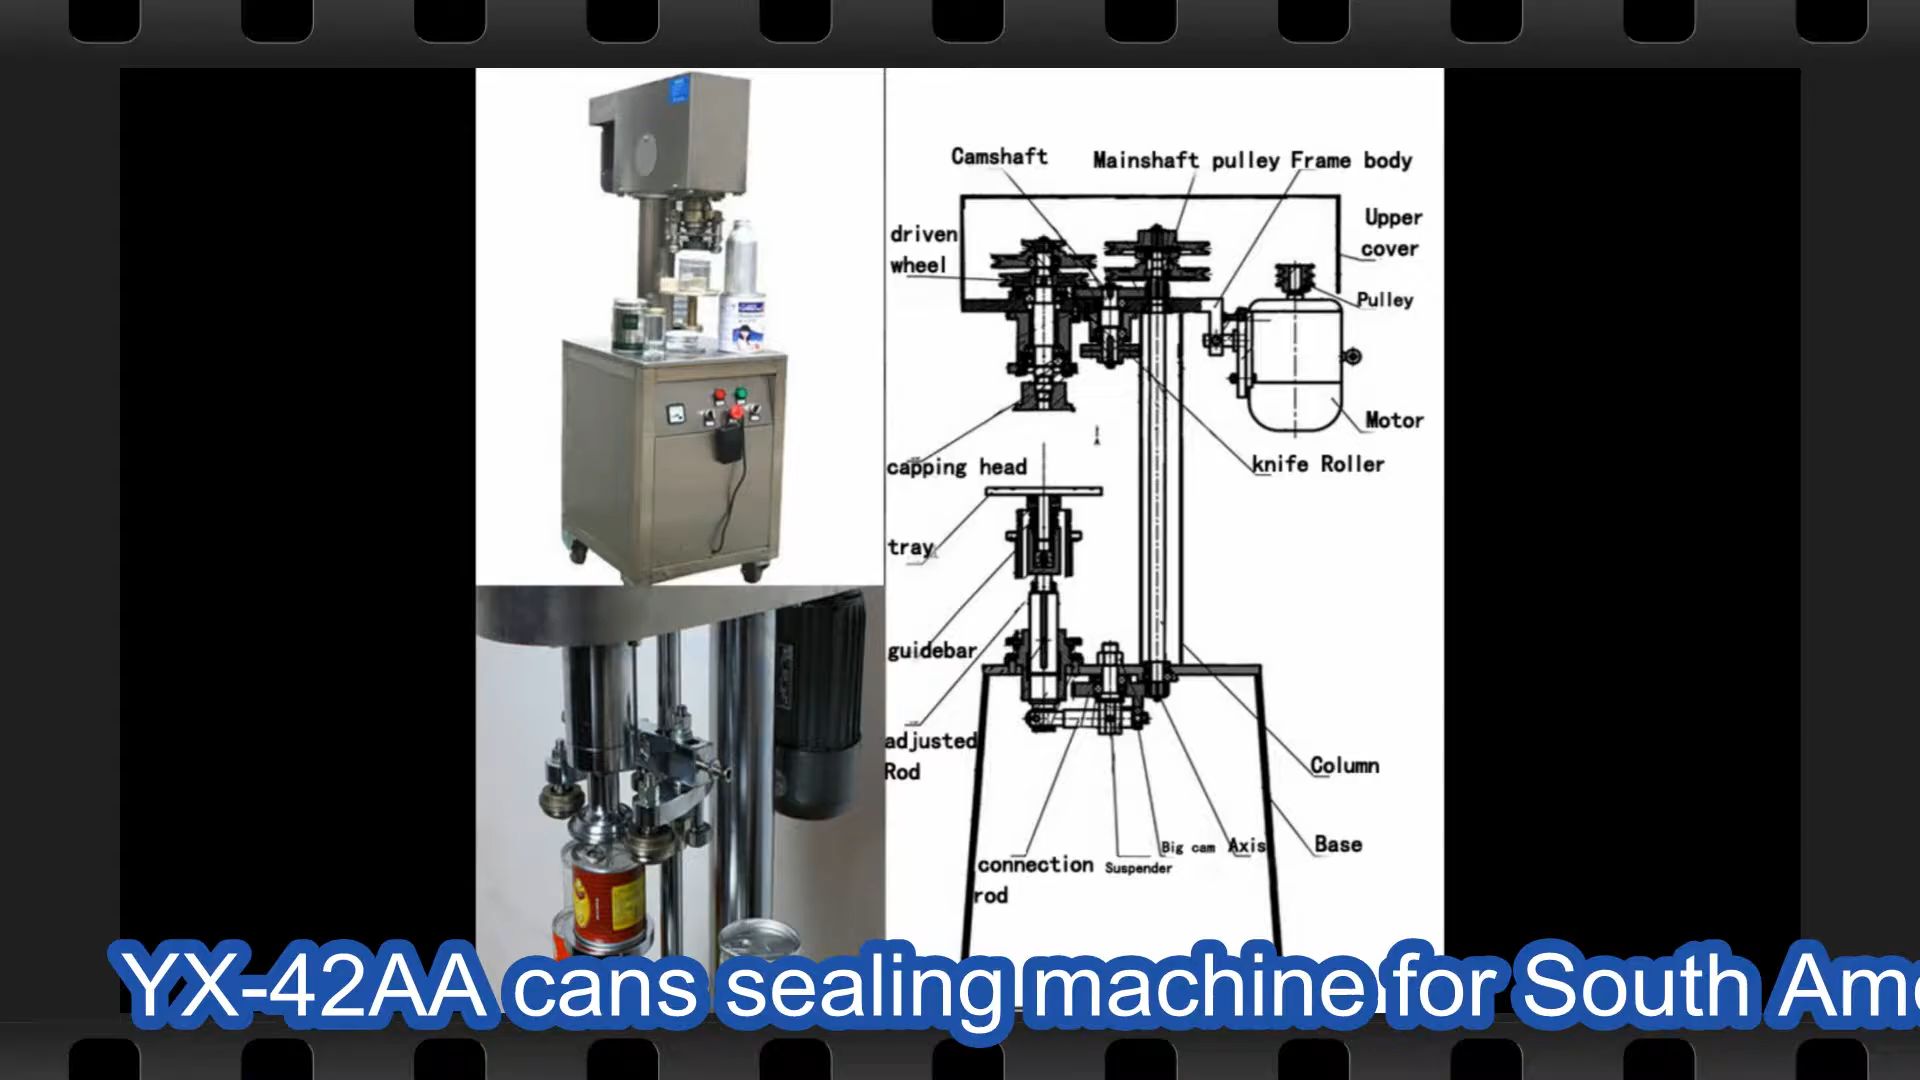 Camshaft
Mainshaft pulley Frame body
Upper
cover
driven
wheel
Pulley
Motor
capping head
knife Roller
tray
guidebar
adjusted
Rod
Column
Big cam
Axis
Base
connection
rod
Suspender
YX-42AA cans sealing machine for South Ame